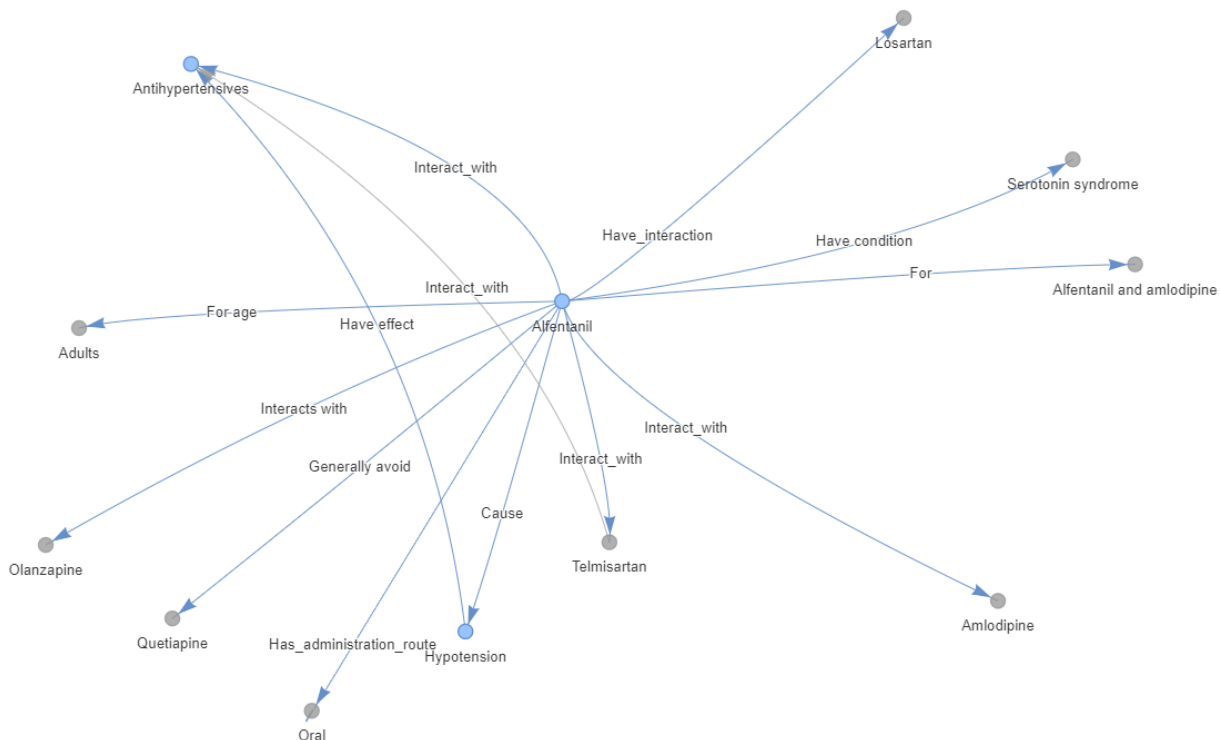 Losartan
Antihypertensives
Interact_with
Serotonin syndrome
Have_interaction
Have condition
For
Interact_with
Alfentanil and amlodipine
For age
Have effect
Alfentanil
Adults
Interacts with
Interact_with
Interact_with
Generally avoid
Cause
Olanzapine
Telmisartan
Amlodipine
Quetiapine
Has_administration_route
Hypotension
Oral